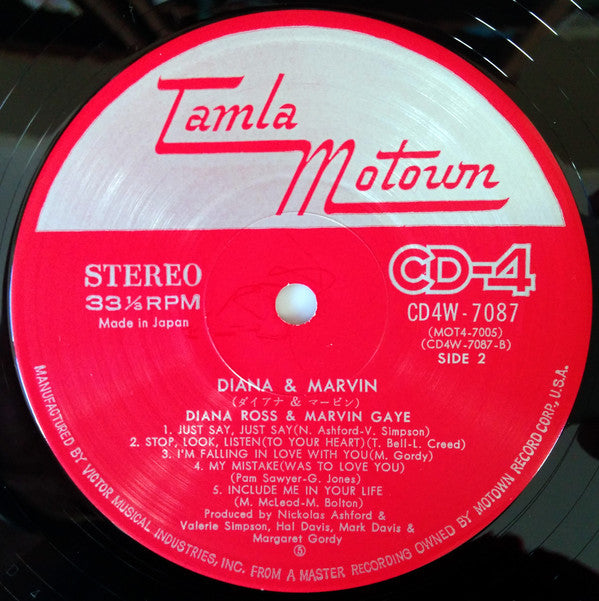 Tamla
Motown
STEREO
33⅓RPM
Made in Japan
CD-4
CD4W-7087
(MOT4-7005)
(CD4W-7087-B)
SIDE 2
DIANA & MARVIN
(ダイアナ & マービン)
DIANA ROSS & MARVIN GAYE
1. JUST SAY, JUST SAY(N. Ashford-V. Simpson)
2. STOP, LOOK, LISTEN(TO YOUR HEART)(T. Bell-L. Creed)
3. I'M FALLING IN LOVE WITH YOU(M. Gordy)
4. MY MISTAKE(WAS TO LOVE YOU)
(Pam Sawyer-G. Jones)
5. INCLUDE ME IN YOUR LIFE
(M. McLeod-M. Bolton)
Produced by Nickolas Ashford &
Valerie Simpson, Hal Davis, Mark Davis &
Margaret Gordy
Ⓢ
MANUFACTURED BY VICTOR MUSICAL INDUSTRIES, INC. FROM A MASTER RECORDING OWNED BY MOTOWN RECORD CORP., U.S.A.